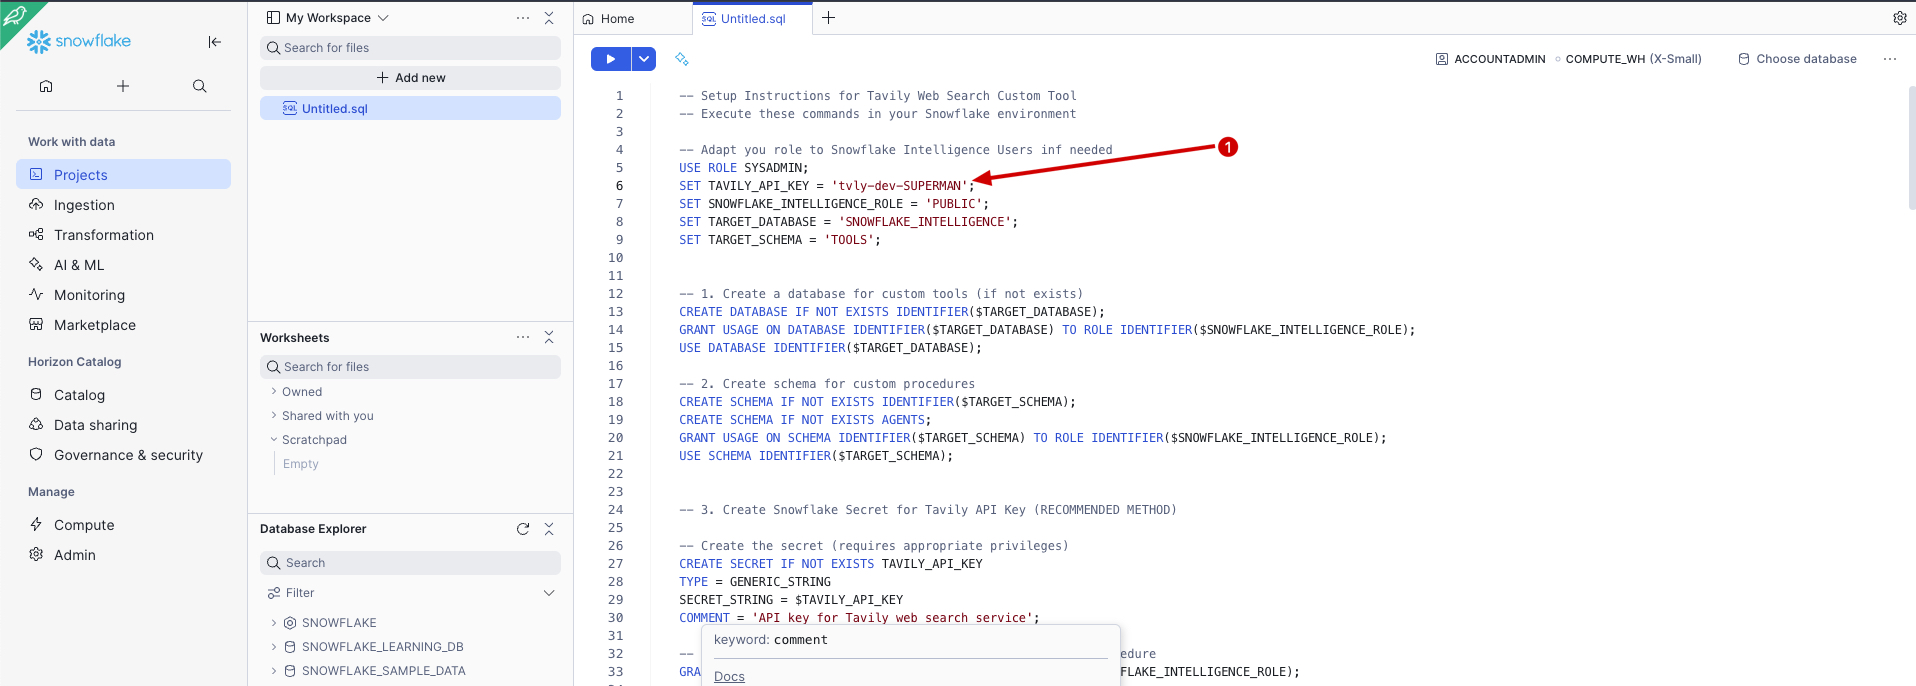 snowflake
Work with data
Projects
Ingestion
Transformation
AI & ML
Monitoring
Marketplace
Horizon Catalog
Catalog
Data sharing
Governance & security
Manage
Compute
Admin
My Workspace
Search for files
Add new
SQL Untitled.sql
Worksheets
Search for files
Owned
Shared with you
Scratchpad
Empty
Database Explorer
Search
Filter
SNOWFLAKE
SNOWFLAKE_LEARNING_DB
SNOWFLAKE_SAMPLE_DATA
Home
SQL Untitled.sql
ACCOUNTADMIN COMPUTE_WH (X-Small) Choose database
1 -- Setup Instructions for Tavily Web Search Custom Tool
2 -- Execute these commands in your Snowflake environment
3
4 -- Adapt you role to Snowflake Intelligence Users inf needed
1
5 USE ROLE SYSADMIN;
6 SET TAVILY_API_KEY = 'tvly-dev-SUPERMAN';
7 SET SNOWFLAKE_INTELLIGENCE_ROLE = 'PUBLIC';
8 SET TARGET_DATABASE = 'SNOWFLAKE_INTELLIGENCE';
9 SET TARGET_SCHEMA = 'TOOLS';
10
11
12 -- 1. Create a database for custom tools (if not exists)
13 CREATE DATABASE IF NOT EXISTS IDENTIFIER($TARGET_DATABASE);
14 GRANT USAGE ON DATABASE IDENTIFIER($TARGET_DATABASE) TO ROLE IDENTIFIER($SNOWFLAKE_INTELLIGENCE_ROLE);
15 USE DATABASE IDENTIFIER($TARGET_DATABASE);
16
17 -- 2. Create schema for custom procedures
18 CREATE SCHEMA IF NOT EXISTS IDENTIFIER($TARGET_SCHEMA);
19 CREATE SCHEMA IF NOT EXISTS AGENTS;
20 GRANT USAGE ON SCHEMA IDENTIFIER($TARGET_SCHEMA) TO ROLE IDENTIFIER($SNOWFLAKE_INTELLIGENCE_ROLE);
21 USE SCHEMA IDENTIFIER($TARGET_SCHEMA);
22
23
24 -- 3. Create Snowflake Secret for Tavily API Key (RECOMMENDED METHOD)
25
26 -- Create the secret (requires appropriate privileges)
27 CREATE SECRET IF NOT EXISTS TAVILY_API_KEY
28 TYPE = GENERIC_STRING
29 SECRET_STRING = $TAVILY_API_KEY
30 COMMENT = 'API key for Tavily web search service';
31
keyword: comment
32 -- edure
33 GRA FLAKE_INTELLIGENCE_ROLE);
Docs